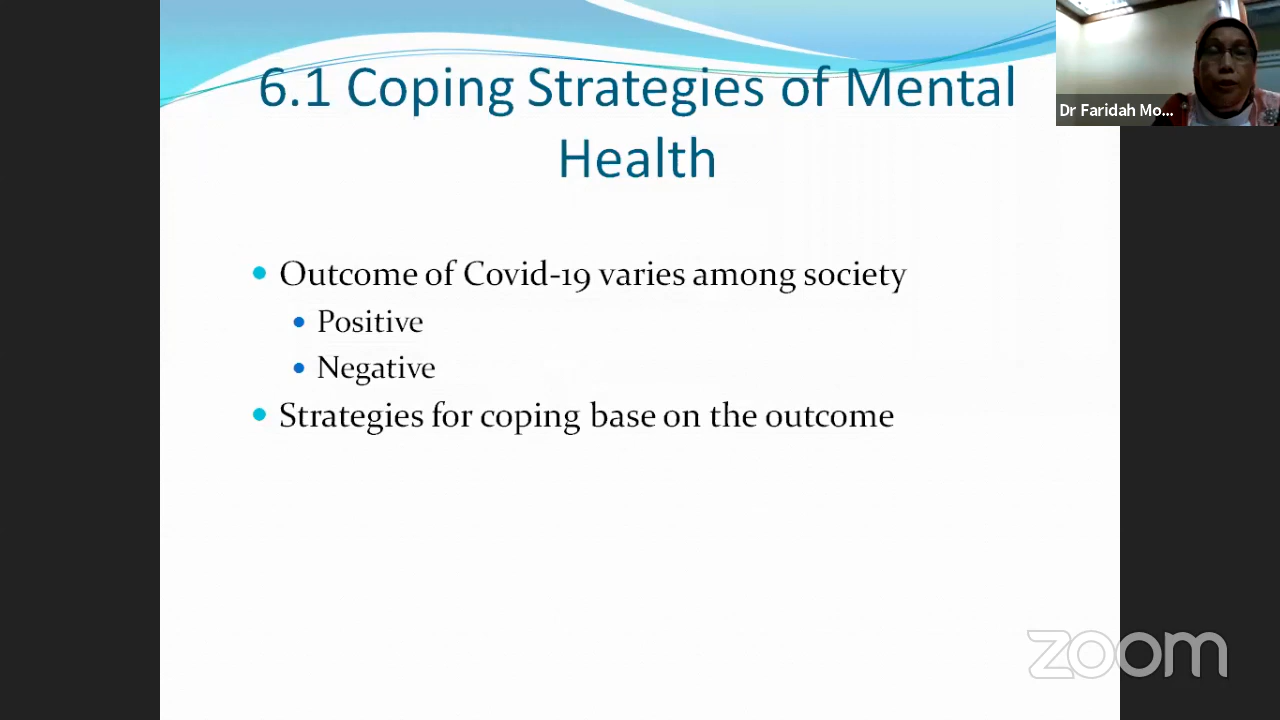 6.1 Coping Strategies of Mental
Health
Dr Faridah Mo...
Outcome of Covid-19 varies among society
Positive
Negative
Strategies for coping base on the outcome
zoom